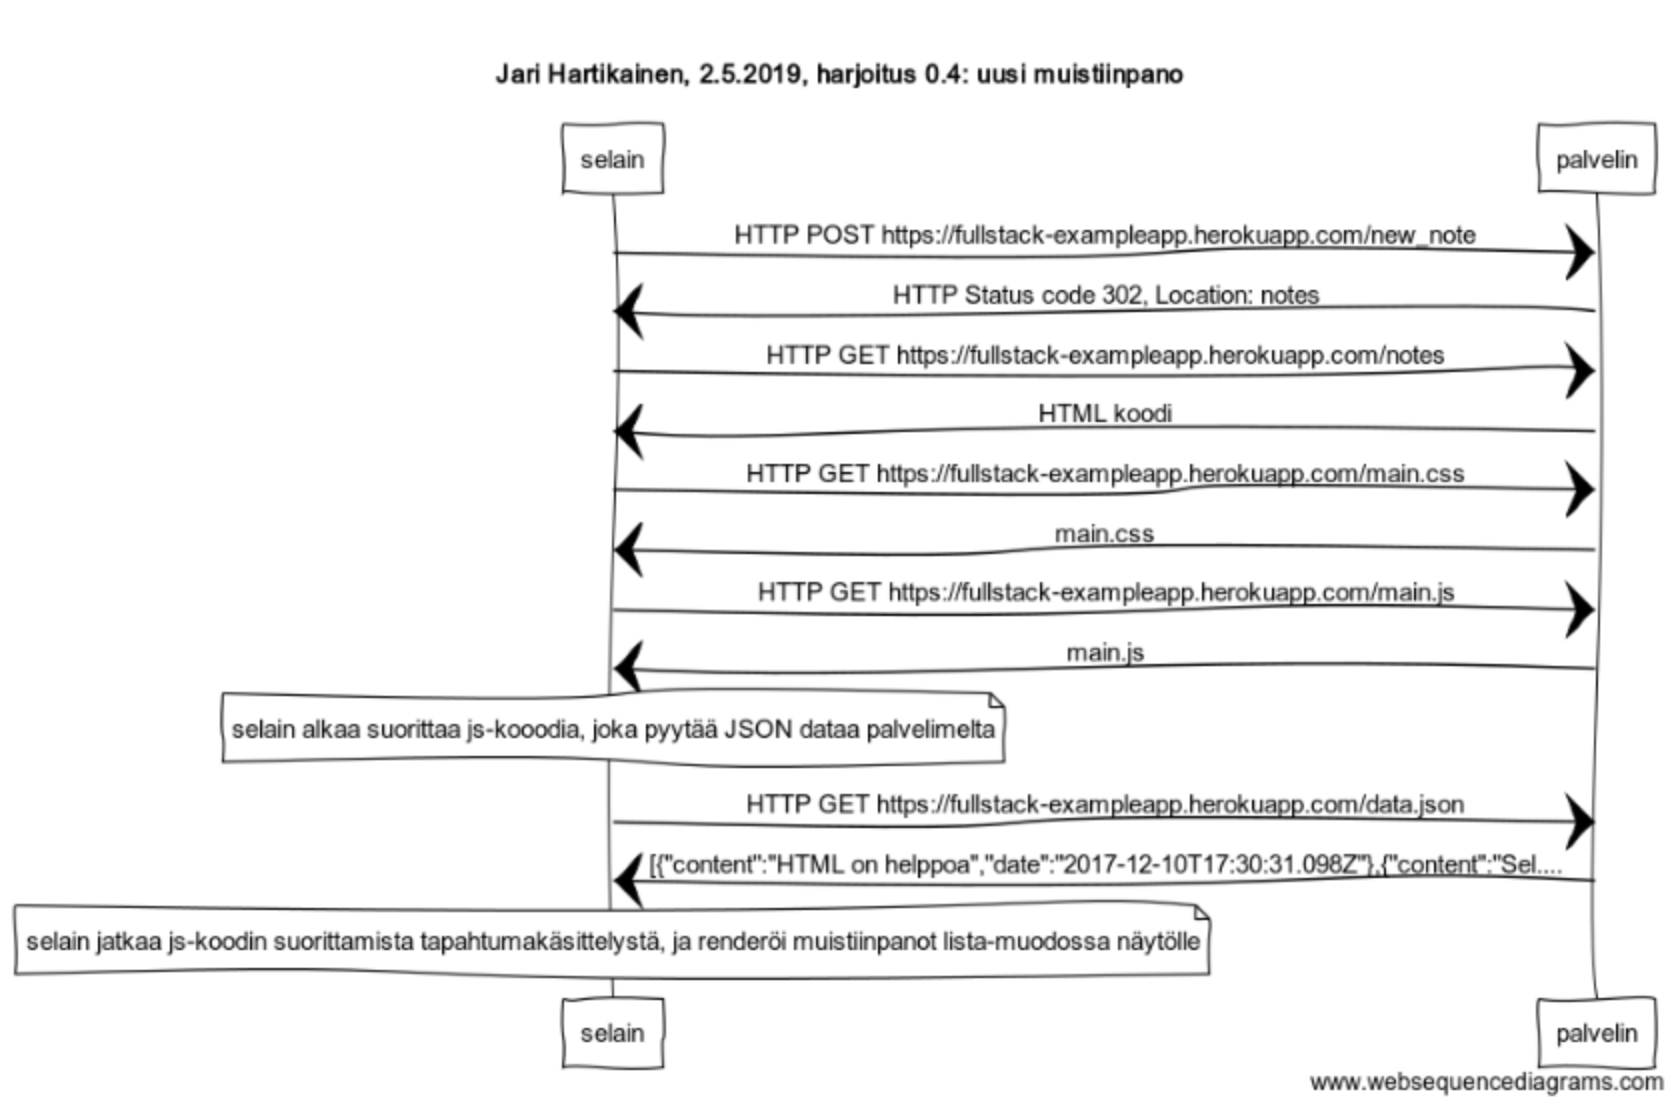 Jari Hartikainen, 2.5.2019, harjoitus 0.4: uusi muistiinpano
selain
palvelin
HTTP POST https://fullstack-exampleapp.herokuapp.com/new_note
HTTP Status code 302, Location: notes
HTTP GET https://fullstack-exampleapp.herokuapp.com/notes
HTML koodi
HTTP GET https://fullstack-exampleapp.herokuapp.com/main.css
main.css
HTTP GET https://fullstack-exampleapp.herokuapp.com/main.js
main.js
selain alkaa suorittaa js-kooodia, joka pyytää JSON dataa palvelimelta
HTTP GET https://fullstack-exampleapp.herokuapp.com/data.json
[{"content":"HTML on helppoa","date":"2017-12-10T17:30:31.098Z"},{"content":"Sel....
selain jatkaa js-koodin suorittamista tapahtumakäsittelystä, ja renderöi muistiinpanot lista-muodossa näytölle
selain
palvelin
www.websequencediagrams.com